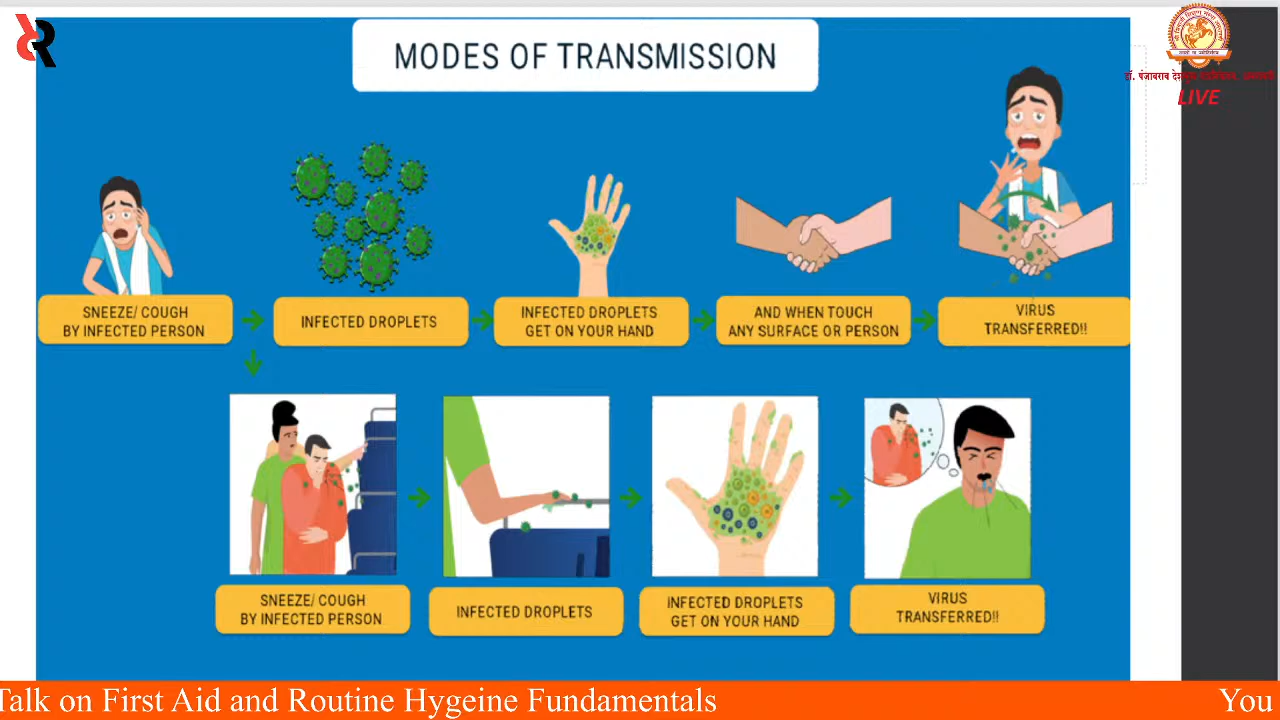 MODES OF TRANSMISSION
डॉ. पंजाबराव
LIVE
SNEEZE/ COUGH
BY INFECTED PERSON
INFECTED DROPLETS
INFECTED DROPLETS
GET ON YOUR HAND
AND WHEN TOUCH
ANY SURFACE OR PERSON
VIRUS
TRANSFERRED!!
SNEEZE/ COUGH
BY INFECTED PERSON
INFECTED DROPLETS
INFECTED DROPLETS
GET ON YOUR HAND
VIRUS
TRANSFERRED!!
Talk on First Aid and Routine Hygeine Fundamentals
You